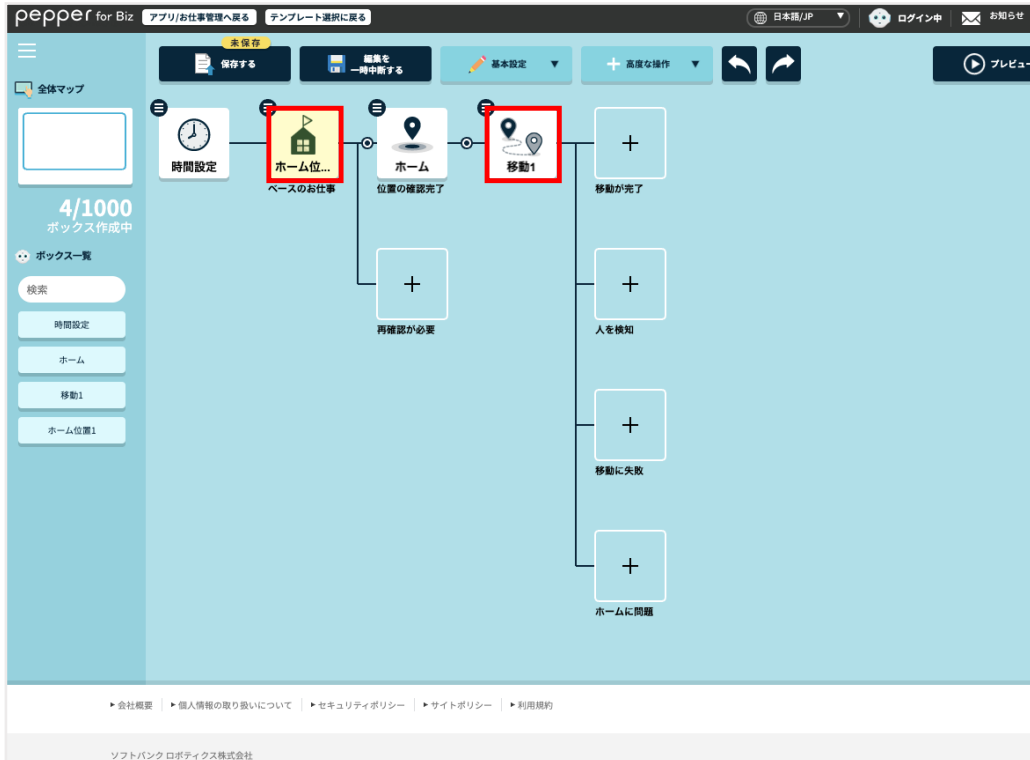 pepper for Biz アプリ/お仕事管理へ戻る テンプレート選択に戻る 日本語/JP ▼ ログイン中 お知らせ
未保存
保存する 編集を 一時中断する 基本設定 ▼ 高度な操作 ▼ プレビュー
全体マップ
時間設定 ホーム位... ホーム 移動1
ベースのお仕事 位置の確認完了 移動が完了
4/1000
ボックス作成中
ボックス一覧
検索
時間設定
ホーム
移動1
ホーム位置1
再確認が必要 人を検知
移動に失敗
ホームに問題
会社概要 個人情報の取り扱いについて セキュリティポリシー サイトポリシー 利用規約
ソフトバンク ロボティクス株式会社